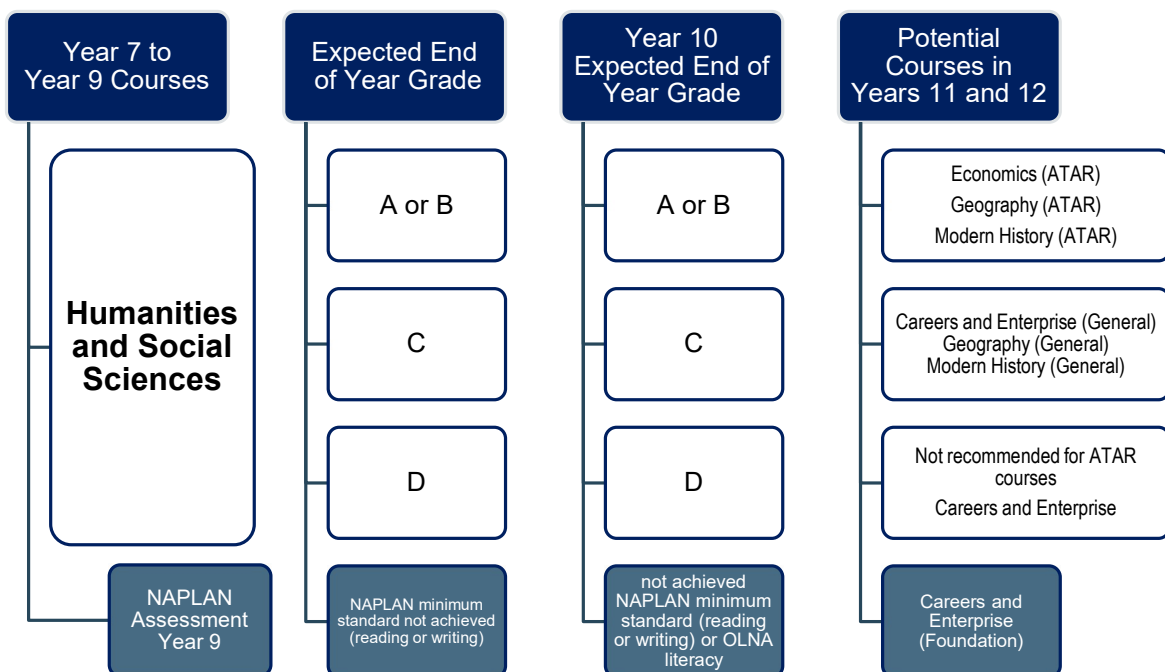 Year 7 to
Year 9 Courses
Humanities
and Social
Sciences
NAPLAN
Assessment
Year 9
Expected End
of Year Grade
A or B
C
D
NAPLAN minimum
standard not achieved
(reading or writing)
Year 10
Expected End of
Year Grade
A or B
C
D
not achieved
NAPLAN minimum
standard (reading
or writing) or OLNA
literacy
Potential
Courses in
Years 11 and 12
Economics (ATAR)
Geography (ATAR)
Modern History (ATAR)
Careers and Enterprise (General)
Geography (General)
Modern History (General)
Not recommended for ATAR
courses
Careers and Enterprise
Careers and
Enterprise
(Foundation)